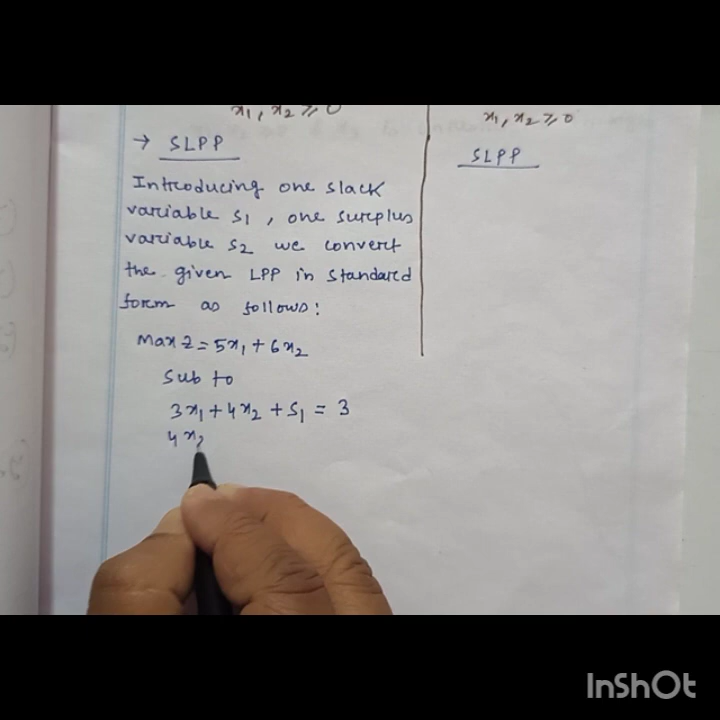 x₁, x₂ ≥ 0
→ SLPP
Introducing one slack
variable s₁, one surplus
variable s₂ we convert
the given LPP in standard
form as follows:
Max z = 5x₁ + 6x₂
Sub to
3x₁ + 4x₂ + s₁ = 3
4x
x₁, x₂ ≥ 0
SLPP
InShOt